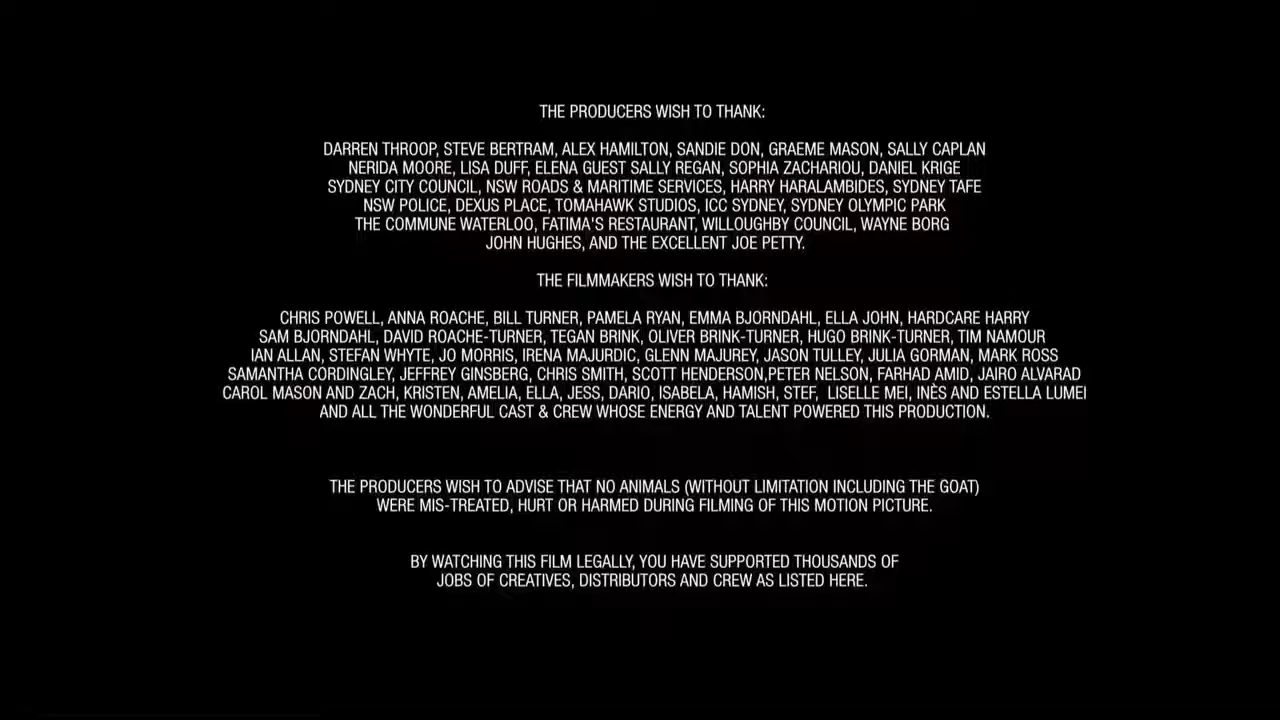 THE PRODUCERS WISH TO THANK:
DARREN THROOP, STEVE BERTRAM, ALEX HAMILTON, SANDIE DON, GRAEME MASON, SALLY CAPLAN
NERIDA MOORE, LISA DUFF, ELENA GUEST SALLY REGAN, SOPHIA ZACHARIOU, DANIEL KRIGE
SYDNEY CITY COUNCIL, NSW ROADS & MARITIME SERVICES, HARRY HARALAMBIDES, SYDNEY TAFE
NSW POLICE, DEXUS PLACE, TOMAHAWK STUDIOS, ICC SYDNEY, SYDNEY OLYMPIC PARK
THE COMMUNE WATERLOO, FATIMA'S RESTAURANT, WILLOUGHBY COUNCIL, WAYNE BORG
JOHN HUGHES, AND THE EXCELLENT JOE PETTY.
THE FILMMAKERS WISH TO THANK:
CHRIS POWELL, ANNA ROACHE, BILL TURNER, PAMELA RYAN, EMMA BJORNDAHL, ELLA JOHN, HARDCARE HARRY
SAM BJORNDAHL, DAVID ROACHE-TURNER, TEGAN BRINK, OLIVER BRINK-TURNER, HUGO BRINK-TURNER, TIM NAMOUR
IAN ALLAN, STEFAN WHYTE, JO MORRIS, IRENA MAJURDIC, GLENN MAJUREY, JASON TULLEY, JULIA GORMAN, MARK ROSS
SAMANTHA CORDINGLEY, JEFFREY GINSBERG, CHRIS SMITH, SCOTT HENDERSON,PETER NELSON, FARHAD AMID, JAIRO ALVARAD
CAROL MASON AND ZACH, KRISTEN, AMELIA, ELLA, JESS, DARIO, ISABELA, HAMISH, STEF,  LISELLE MEI, INÈS AND ESTELLA LUMEI
AND ALL THE WONDERFUL CAST & CREW WHOSE ENERGY AND TALENT POWERED THIS PRODUCTION.
THE PRODUCERS WISH TO ADVISE THAT NO ANIMALS (WITHOUT LIMITATION INCLUDING THE GOAT)
WERE MIS-TREATED, HURT OR HARMED DURING FILMING OF THIS MOTION PICTURE.
BY WATCHING THIS FILM LEGALLY, YOU HAVE SUPPORTED THOUSANDS OF
JOBS OF CREATIVES, DISTRIBUTORS AND CREW AS LISTED HERE.